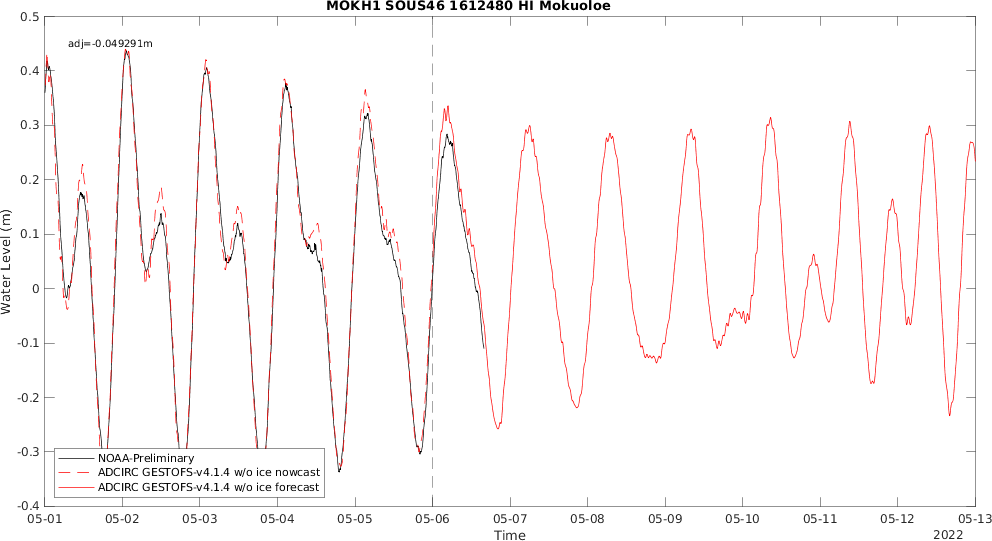 MOKH1 SOUS46 1612480 HI Mokuoloe
adj=-0.049291m
0.5
0.4
0.3
0.2
0.1
0
-0.1
-0.2
-0.3
-0.4
Water Level (m)
NOAA-Preliminary
ADCIRC GESTOFS-v4.1.4 w/o ice nowcast
ADCIRC GESTOFS-v4.1.4 w/o ice forecast
05-01 05-02 05-03 05-04 05-05 05-06 05-07 05-08 05-09 05-10 05-11 05-12 05-13
Time
2022